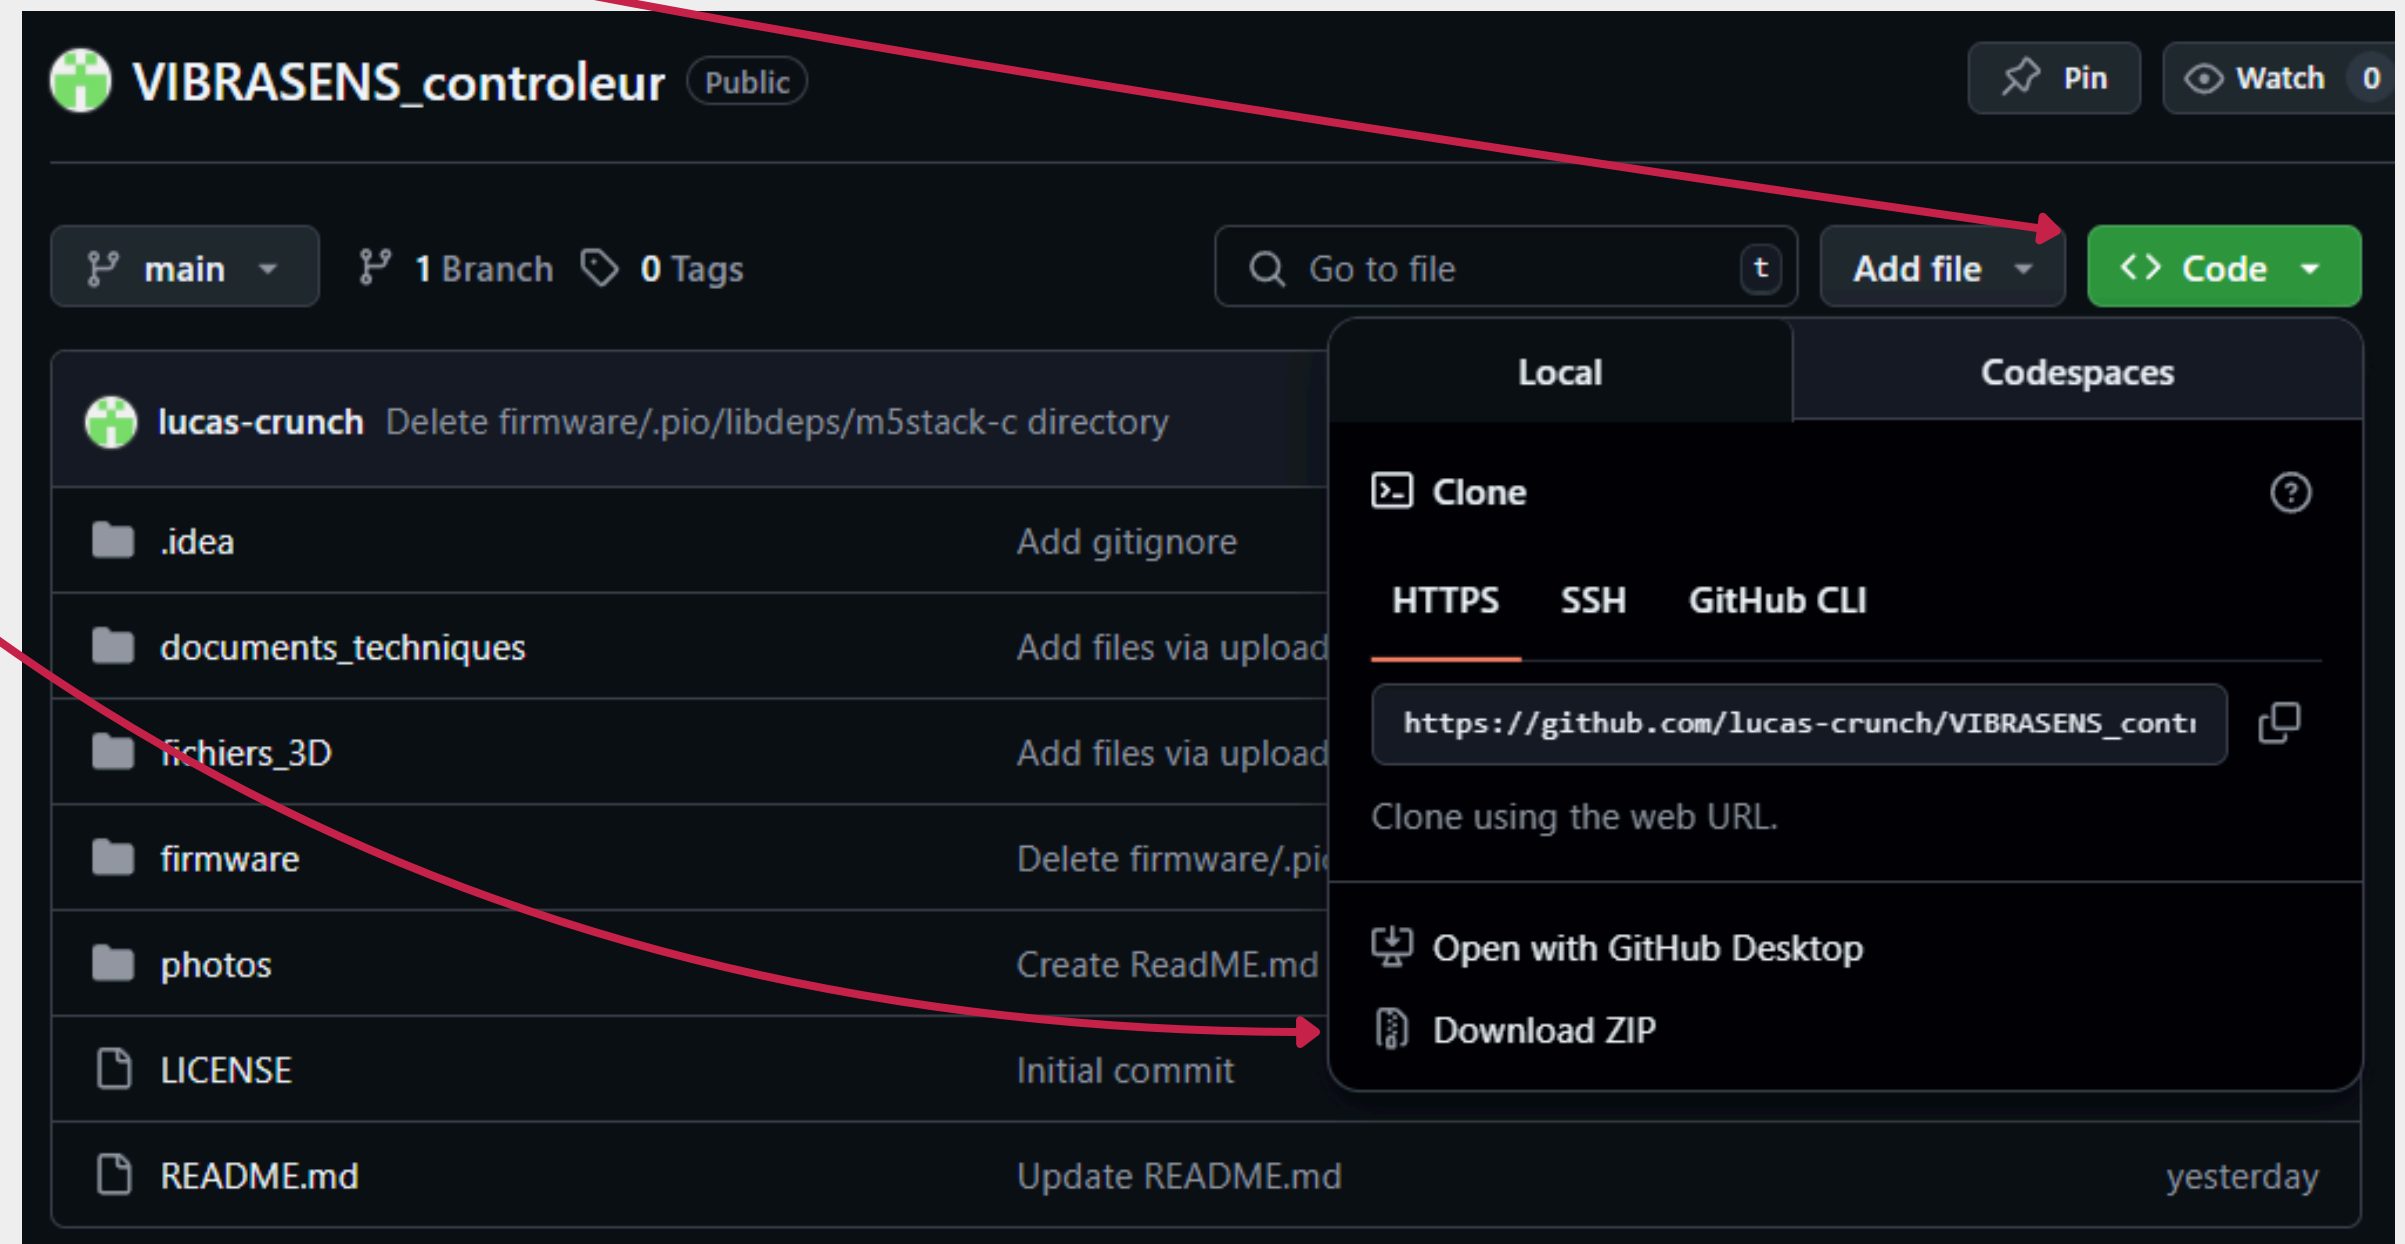 VIBRASENS_controleur Public Pin Watch 0
main 1 Branch 0 Tags Go to file t Add file <> Code
lucas-crunch Delete firmware/.pio/libdeps/m5stack-c directory
.idea Add gitignore
documents_techniques Add files via upload
fichiers_3D Add files via upload
firmware Delete firmware/.pi
photos Create ReadME.md
LICENSE Initial commit
README.md Update README.md yesterday
Local Codespaces
Clone
HTTPS SSH GitHub CLI
https://github.com/lucas-crunch/VIBRASENS_cont
Clone using the web URL.
Open with GitHub Desktop
Download ZIP